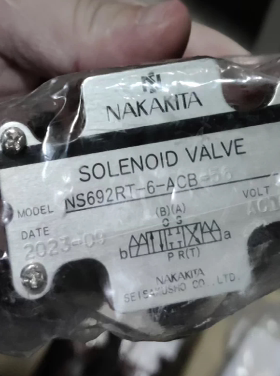 NAKAKITA
SOLENOID VALVE
MODEL NS692RT-6-ACB
VOLT
DATE 2023-09
(B)(A)
b a
P R(T)
NAKAKITA
SEISAKUSHO CO., LTD.